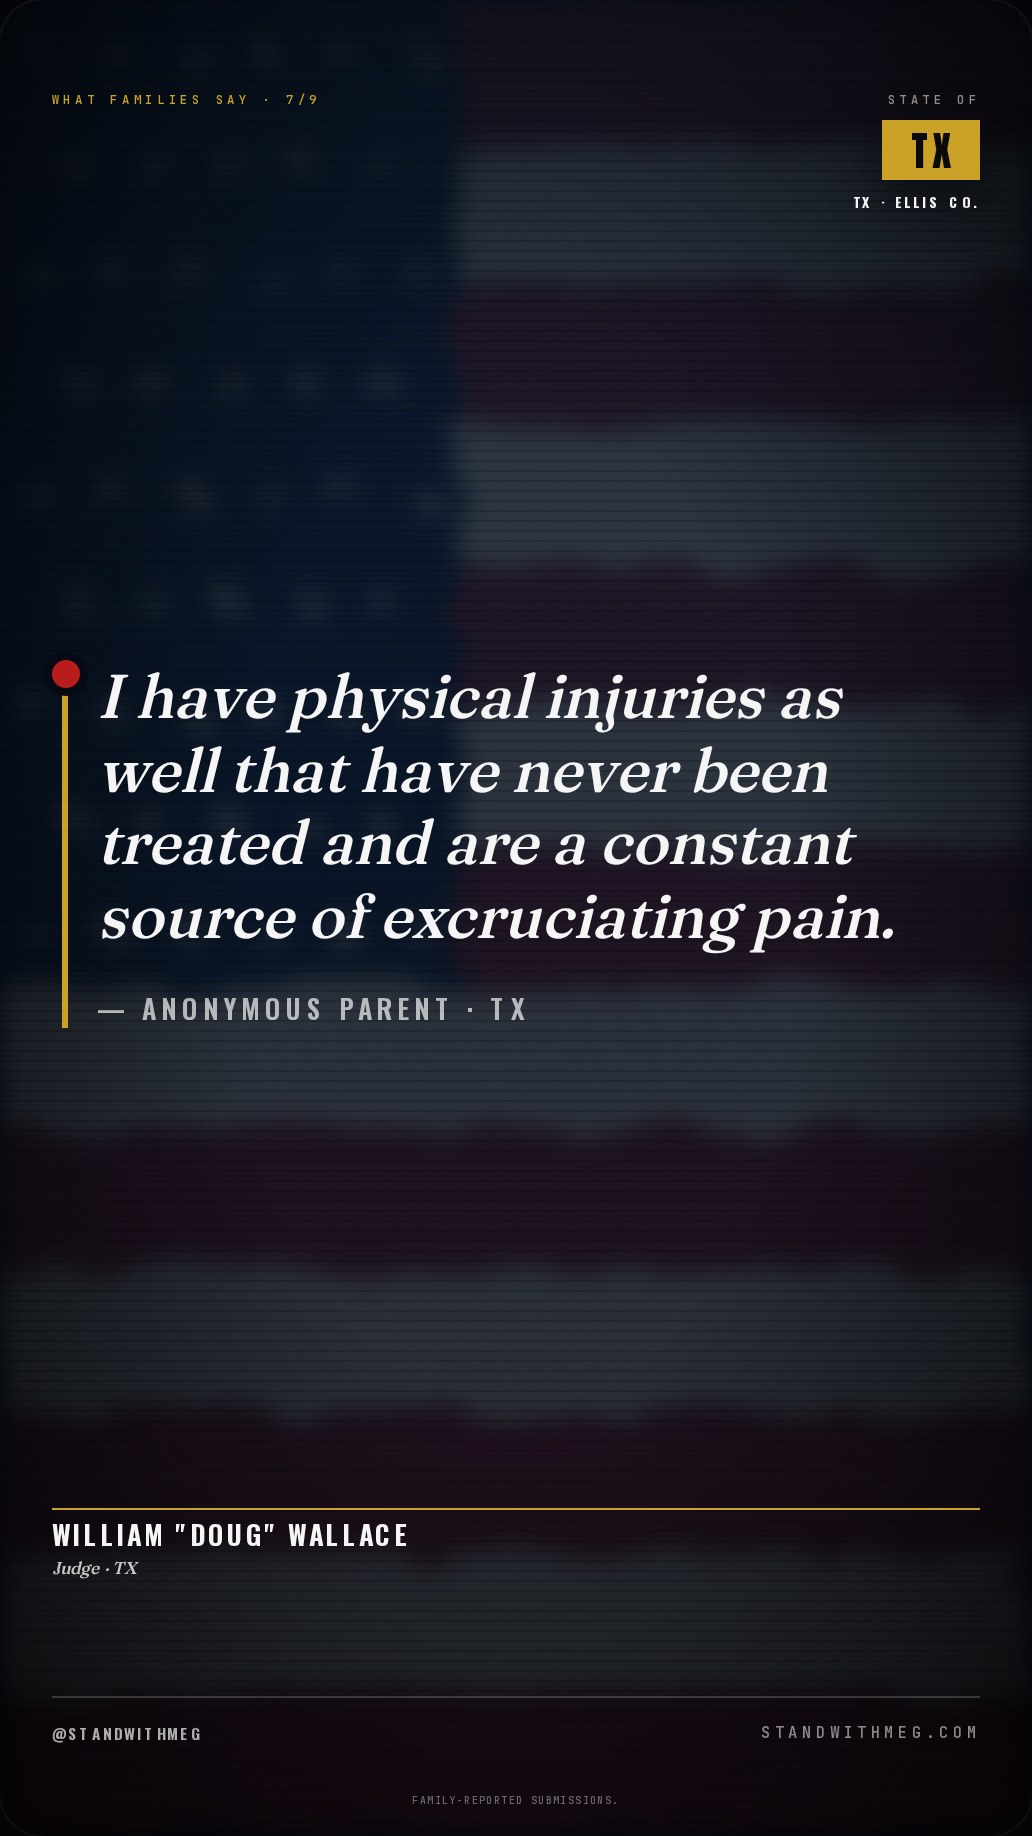 WHAT FAMILIES SAY · 7/9
STATE OF
TX
TX · ELLIS CO.
I have physical injuries as
well that have never been
treated and are a constant
source of excruciating pain.
— ANONYMOUS PARENT · TX
WILLIAM "DOUG" WALLACE
Judge · TX
@STANDWITHMEG
STANDWITHMEG.COM
FAMILY-REPORTED SUBMISSIONS.